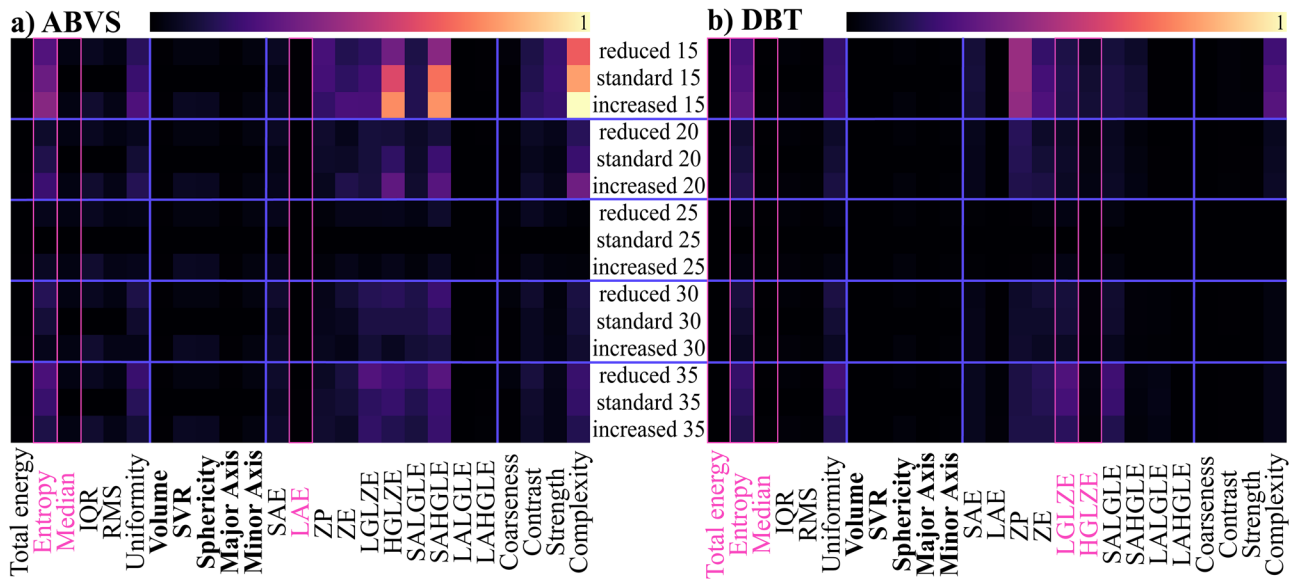 a) ABVS
1
b) DBT
1
reduced 15
standard 15
increased 15
reduced 20
standard 20
increased 20
reduced 25
standard 25
increased 25
reduced 30
standard 30
increased 30
reduced 35
standard 35
increased 35
Total energy
Entropy
Median
IQR
RMS
Uniformity
Volume
SVR
Sphericity
Major Axis
Minor Axis
SAE
LAE
ZP
ZE
LGLZE
HGLZE
SALGLE
SAHGLE
LALGLE
LAHGLE
Coarseness
Contrast
Strength
Complexity
Total energy
Entropy
Median
IQR
RMS
Uniformity
Volume
SVR
Sphericity
Major Axis
Minor Axis
SAE
LAE
ZP
ZE
LGLZE
HGLZE
SALGLE
SAHGLE
LALGLE
LAHGLE
Coarseness
Contrast
Strength
Complexity